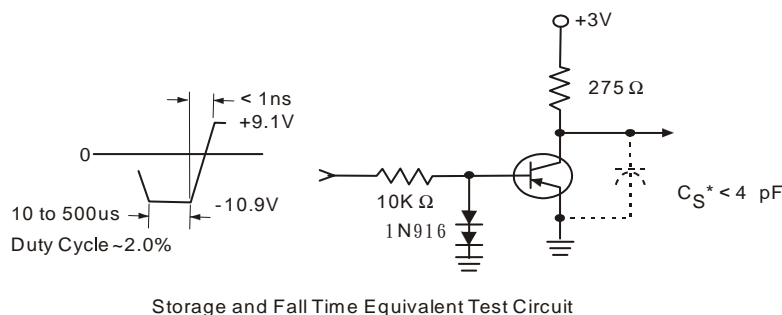 +3V
< 1ns
275 Ω
+9.1V
0
10K Ω
C_S* < 4 pF
-10.9V
10 to 500us
1N916
Duty Cycle ~2.0%
Storage and Fall Time Equivalent Test Circuit